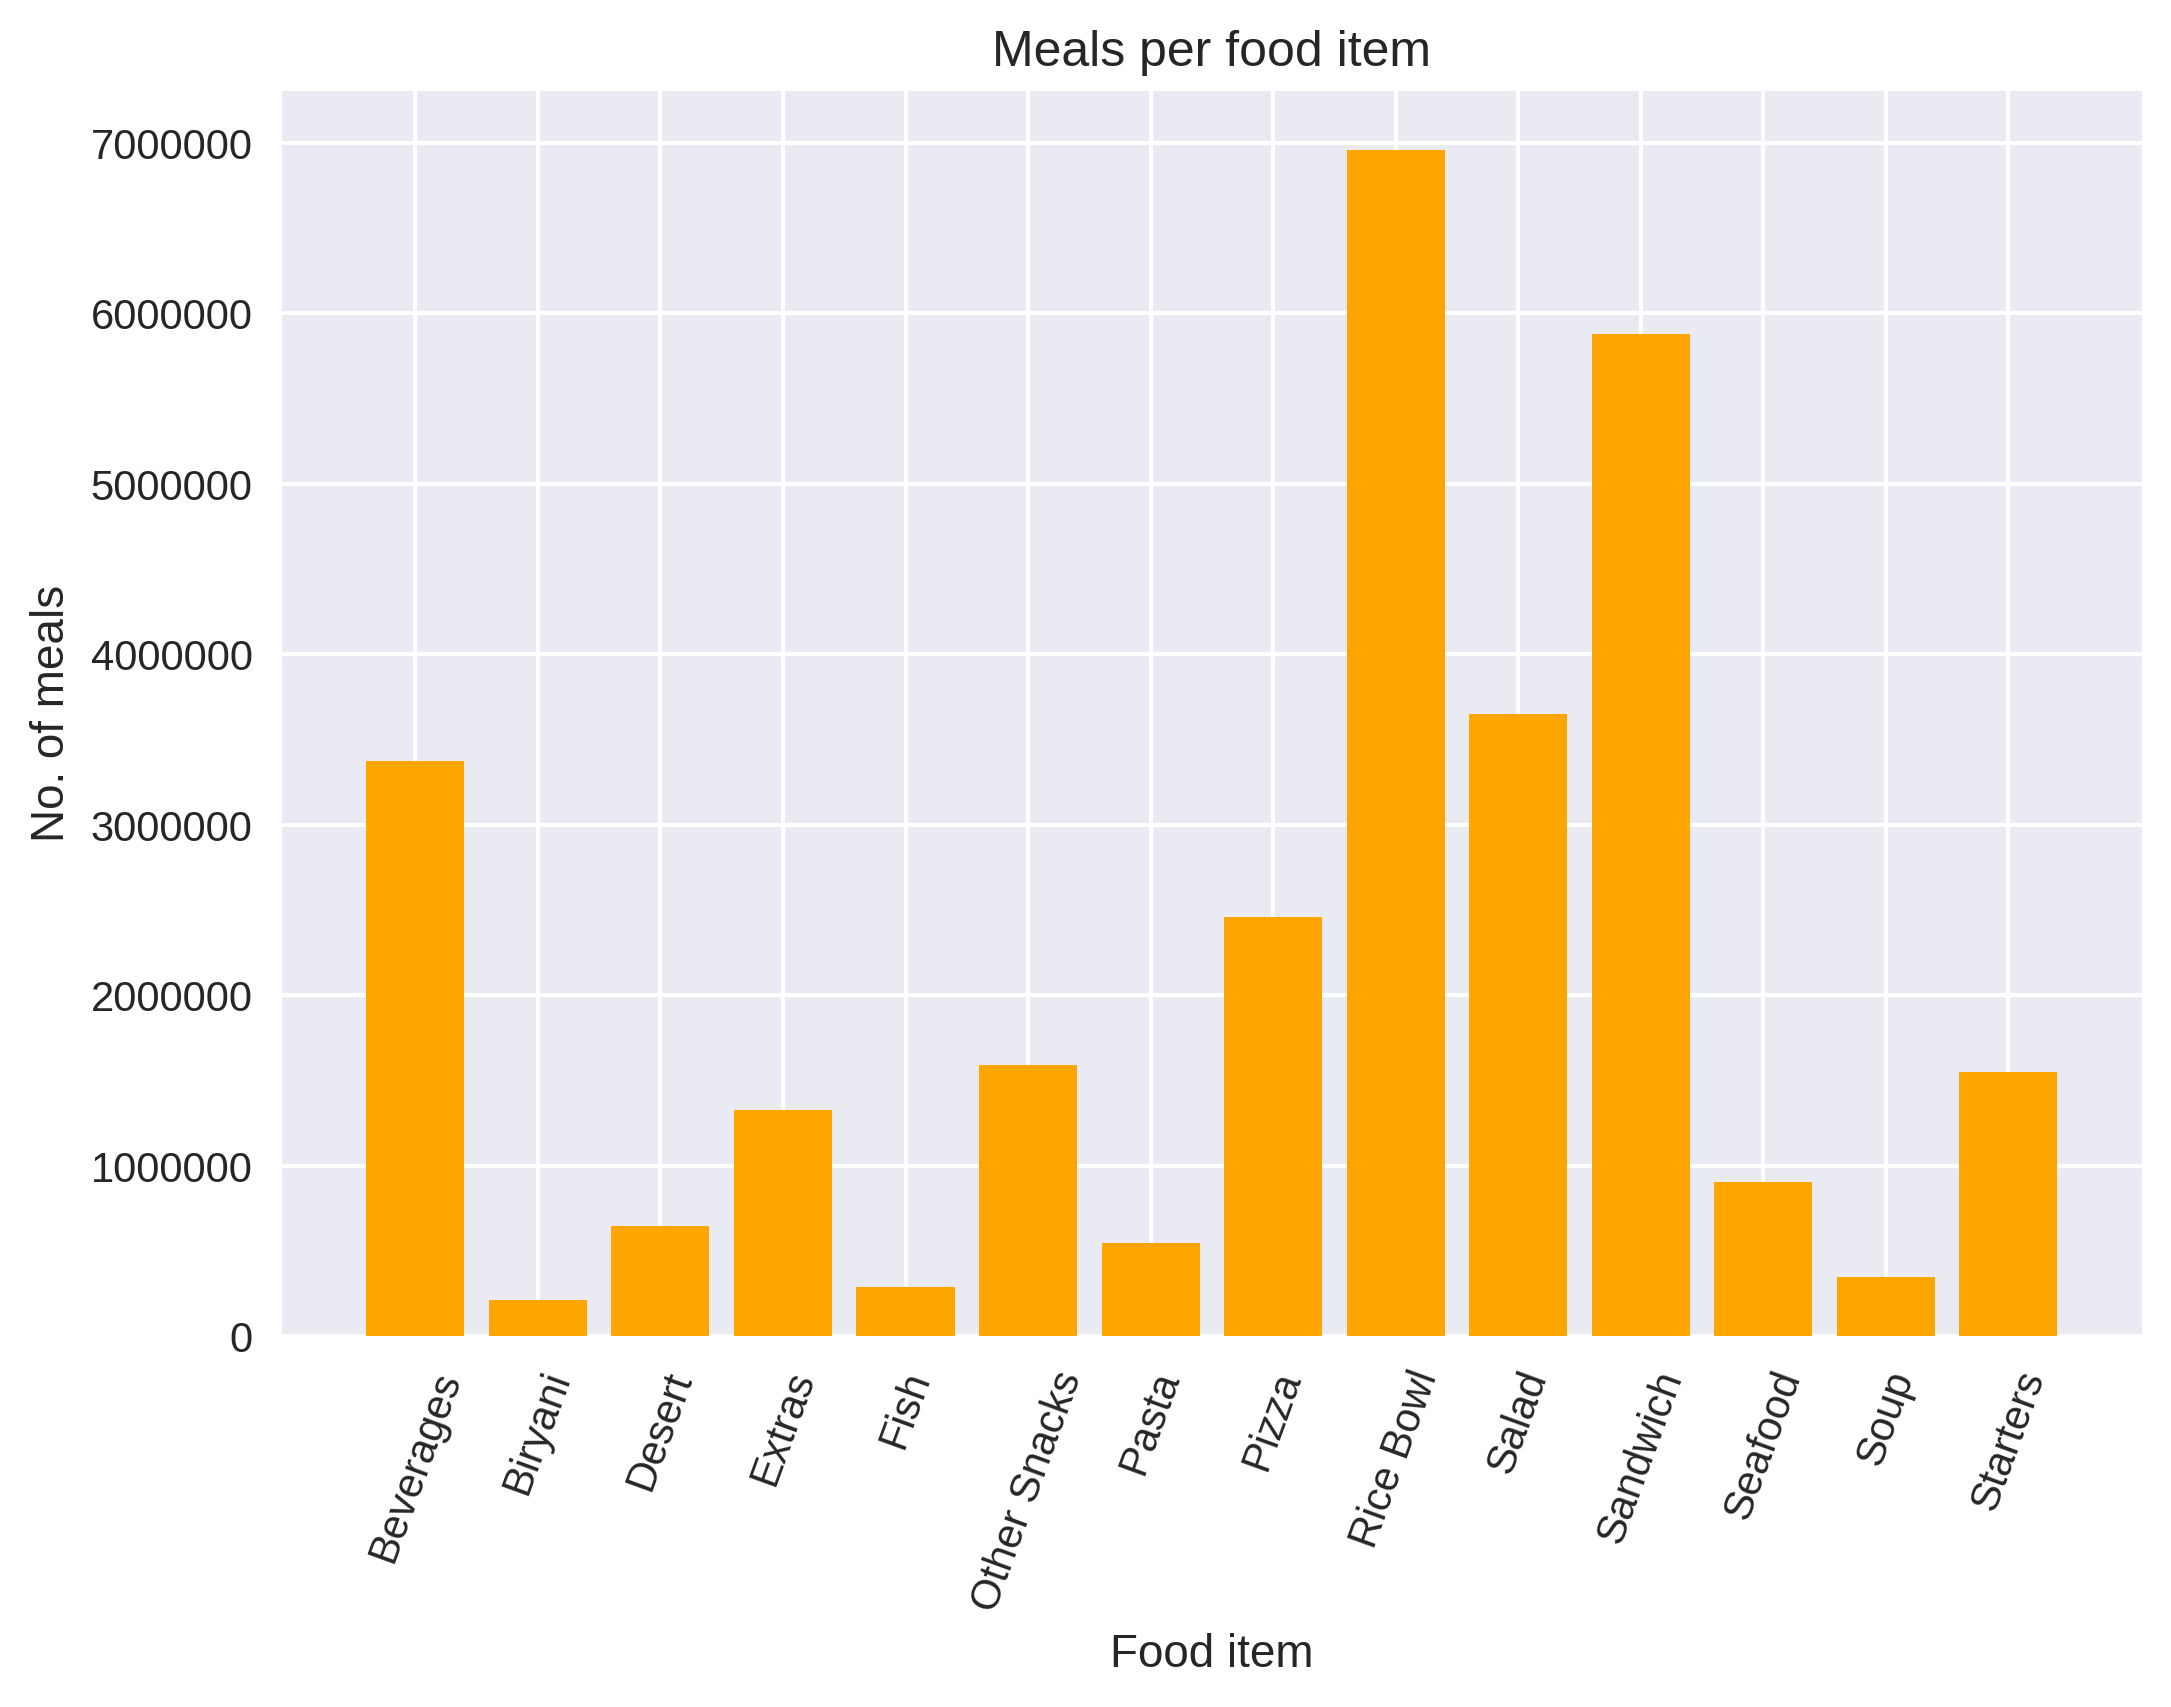 Meals per food item
7000000
6000000
5000000
4000000
3000000
2000000
1000000
0
No. of meals
Beverages
Biryani
Desert
Extras
Fish
Other Snacks
Pasta
Pizza
Rice Bowl
Salad
Sandwich
Seafood
Soup
Starters
Food item